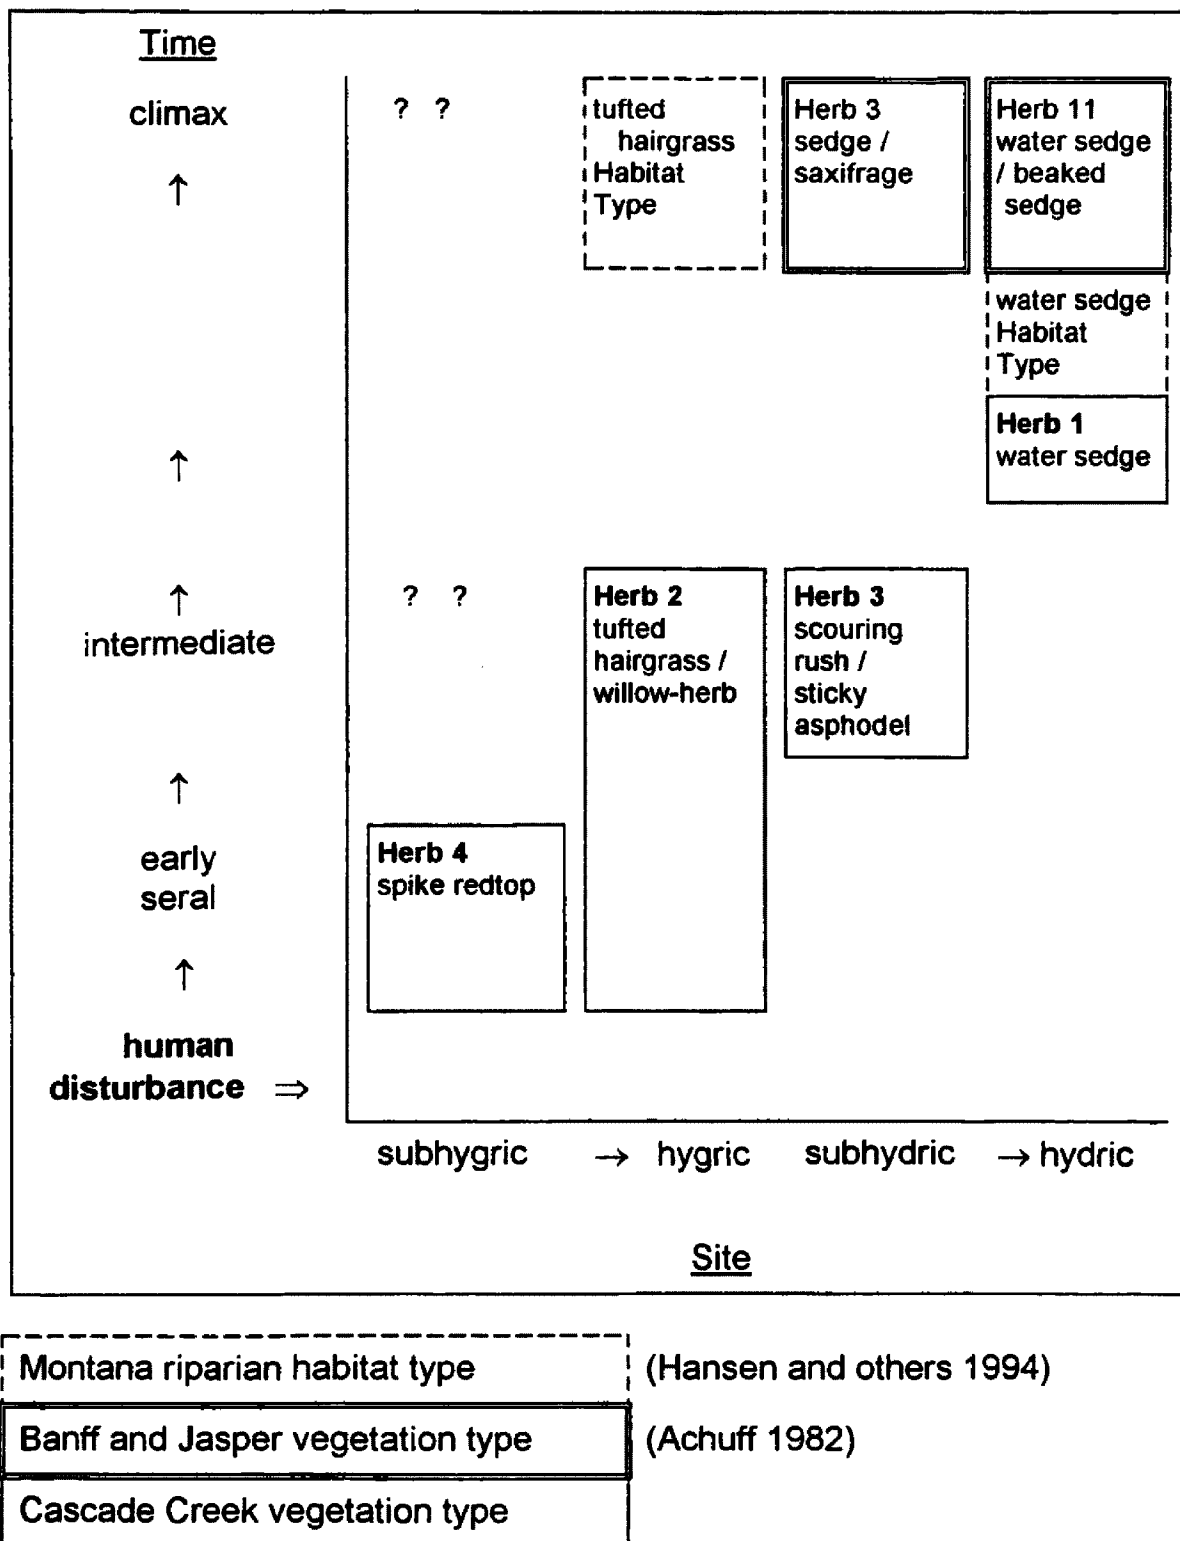 Time
climax
↑
↑
↑
intermediate
↑
early
seral
↑
human
disturbance ⇒
? ?
tufted
hairgrass
Habitat
Type
Herb 3
sedge /
saxifrage
Herb 11
water sedge
/ beaked
sedge
water sedge
Habitat
Type
Herb 1
water sedge
? ?
Herb 2
tufted
hairgrass /
willow-herb
Herb 3
scouring
rush /
sticky
asphodel
Herb 4
spike redtop
subhygric → hygric subhydric → hydric
Site
Montana riparian habitat type (Hansen and others 1994)
Banff and Jasper vegetation type (Achuff 1982)
Cascade Creek vegetation type